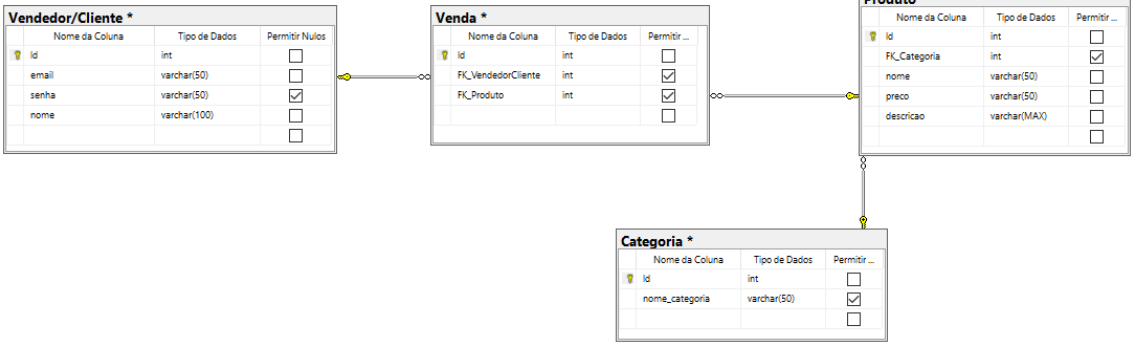 Vendedor/Cliente *
Nome da Coluna Tipo de Dados Permitir Nulos
Id int
email varchar(50)
senha varchar(50)
nome varchar(100)
Venda *
Nome da Coluna Tipo de Dados Permitir ...
Id int
FK_VendedorCliente int
FK_Produto int
Produto
Nome da Coluna Tipo de Dados Permitir ...
Id int
FK_Categoria int
nome varchar(50)
preco varchar(50)
descricao varchar(MAX)
Categoria *
Nome da Coluna Tipo de Dados Permitir ...
Id int
nome_categoria varchar(50)